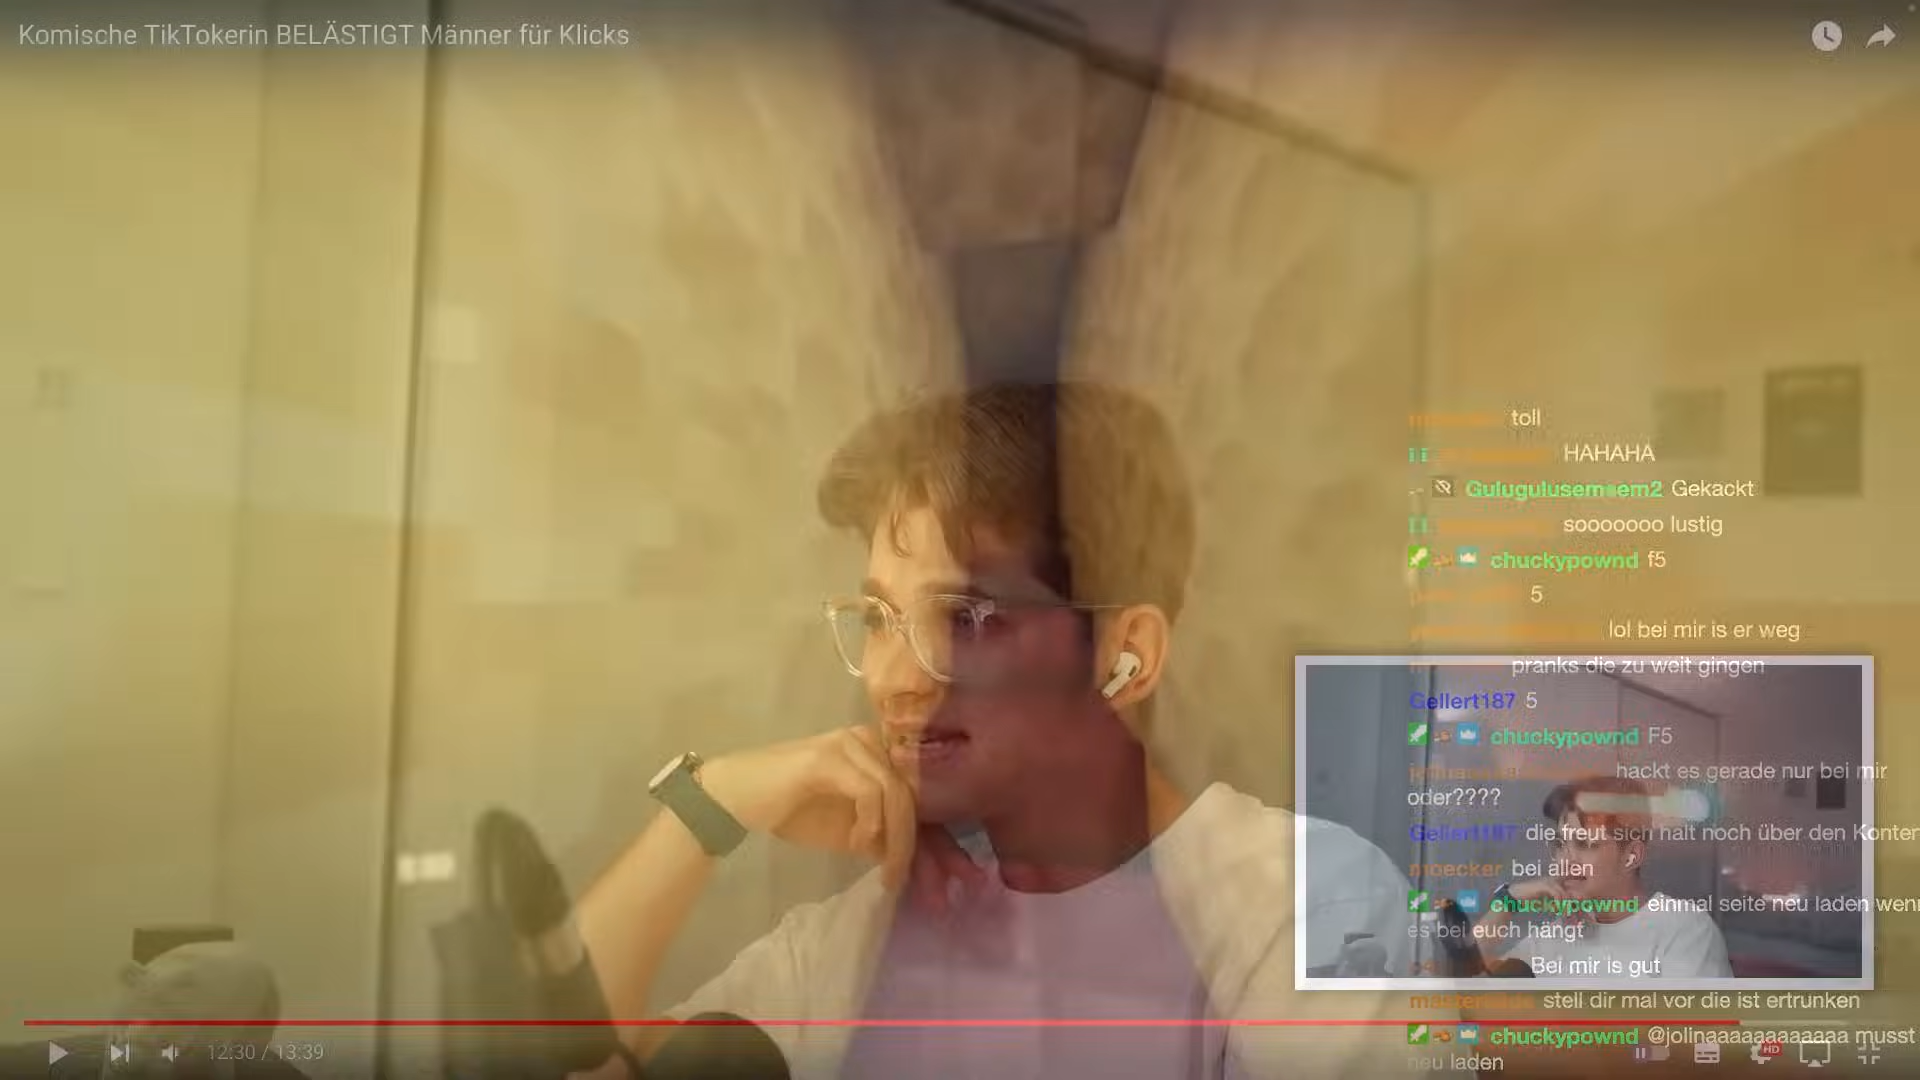 Komische TikTokerin BELÄSTIGT Männer für Klicks
toll
HAHAHA
Gulugulusemeem2 Gekackt
sooooooo lustig
chuckypownd f5
5
lol bei mir is er weg
pranks die zu weit gingen
Gellert187 5
chuckypownd F5
hackt es gerade nur bei mir
oder????
Gellert187 die freut sich halt noch über den Konter
moecker bei allen
chuckypownd einmal seite neu laden wenn
es bei euch hängt
Bei mir is gut
stell dir mal vor die ist ertrunken
chuckypownd @jolinaaaaaaaaaaaa musst
neu laden
12:30 / 13:39
HD